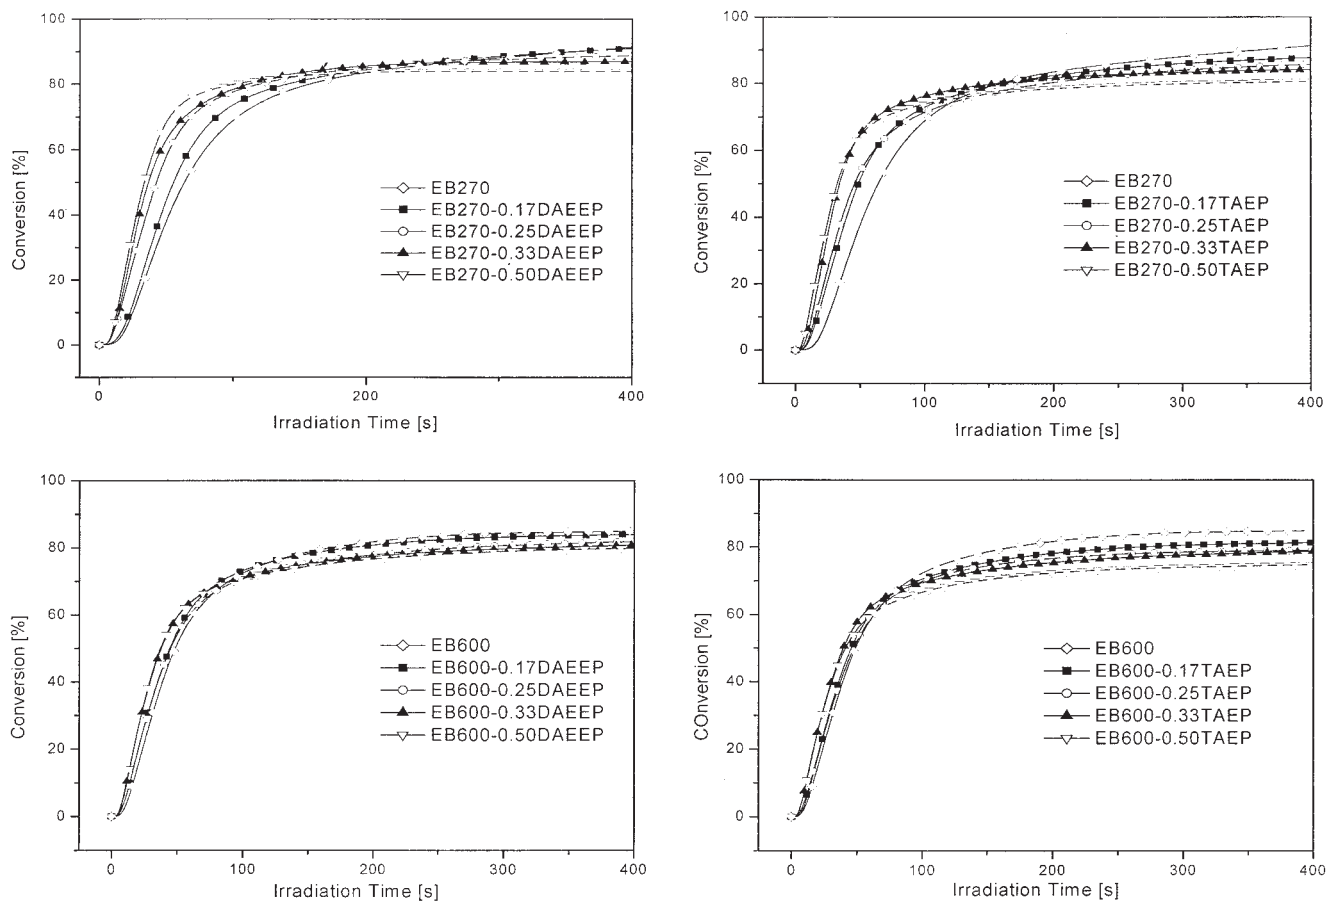 100
80
60
40
20
0
Conversion [%]
EB270
EB270-0.17DAEEP
EB270-0.25DAEEP
EB270-0.33DAEEP
EB270-0.50DAEEP
0
200
400
Irradiation Time [s]
100
80
60
40
20
0
Conversion [%]
EB270
EB270-0.17TAEP
EB270-0.25TAEP
EB270-0.33TAEP
EB270-0.50TAEP
0 100 200 300 400
Irradiation Time [s]
100
80
60
40
20
0
Conversion [%]
EB600
EB600-0.17DAEEP
EB600-0.25DAEEP
EB600-0.33DAEEP
EB600-0.50DAEEP
0 100 200 300 400
Irradiation Time [s]
100
80
60
40
20
0
COnversion [%]
EB600
EB600-0.17TAEP
EB600-0.25TAEP
EB600-0.33TAEP
EB600-0.50TAEP
0 100 200 300 400
Irradiation Time [s]